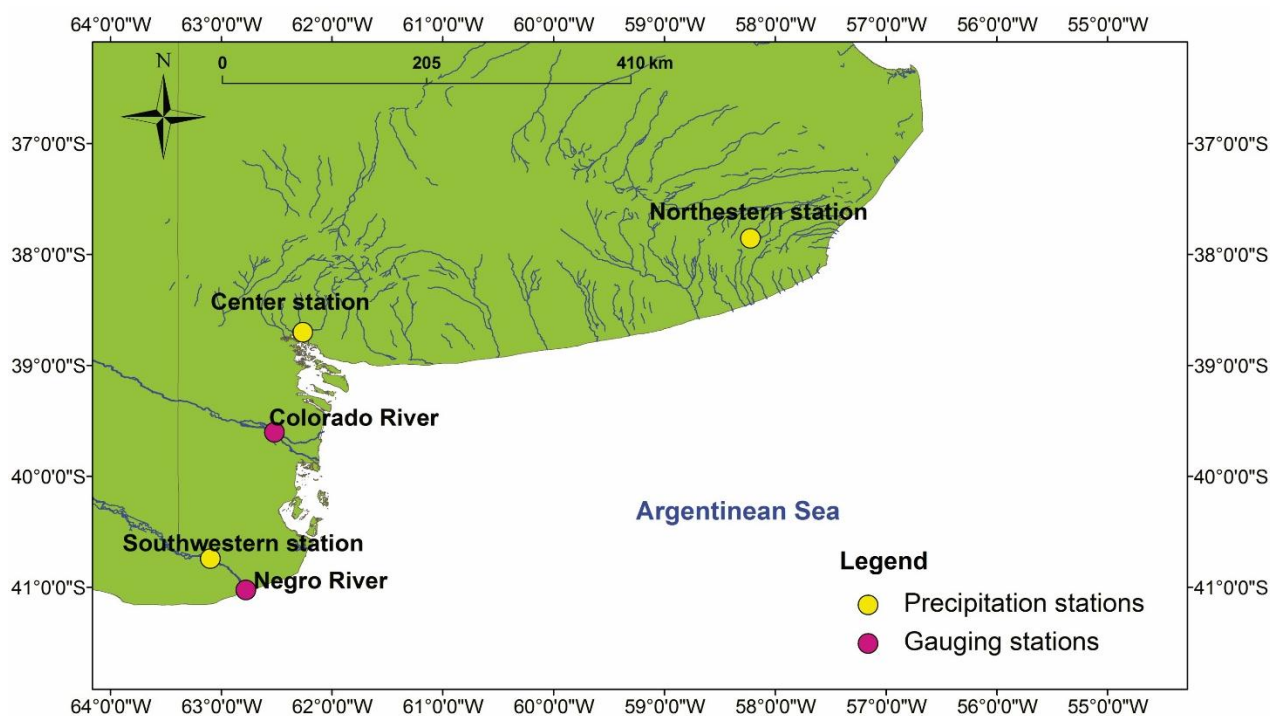 64°0'0"W 63°0'0"W 62°0'0"W 61°0'0"W 60°0'0"W 59°0'0"W 58°0'0"W 57°0'0"W 56°0'0"W 55°0'0"W
N
0 205 410 km
37°0'0"S 37°0'0"S
Northestern station
38°0'0"S 38°0'0"S
Center station
39°0'0"S 39°0'0"S
Colorado River
40°0'0"S 40°0'0"S
Argentinean Sea
Southwestern station
Legend
Negro River
41°0'0"S 41°0'0"S
Precipitation stations
Gauging stations
64°0'0"W 63°0'0"W 62°0'0"W 61°0'0"W 60°0'0"W 59°0'0"W 58°0'0"W 57°0'0"W 56°0'0"W 55°0'0"W